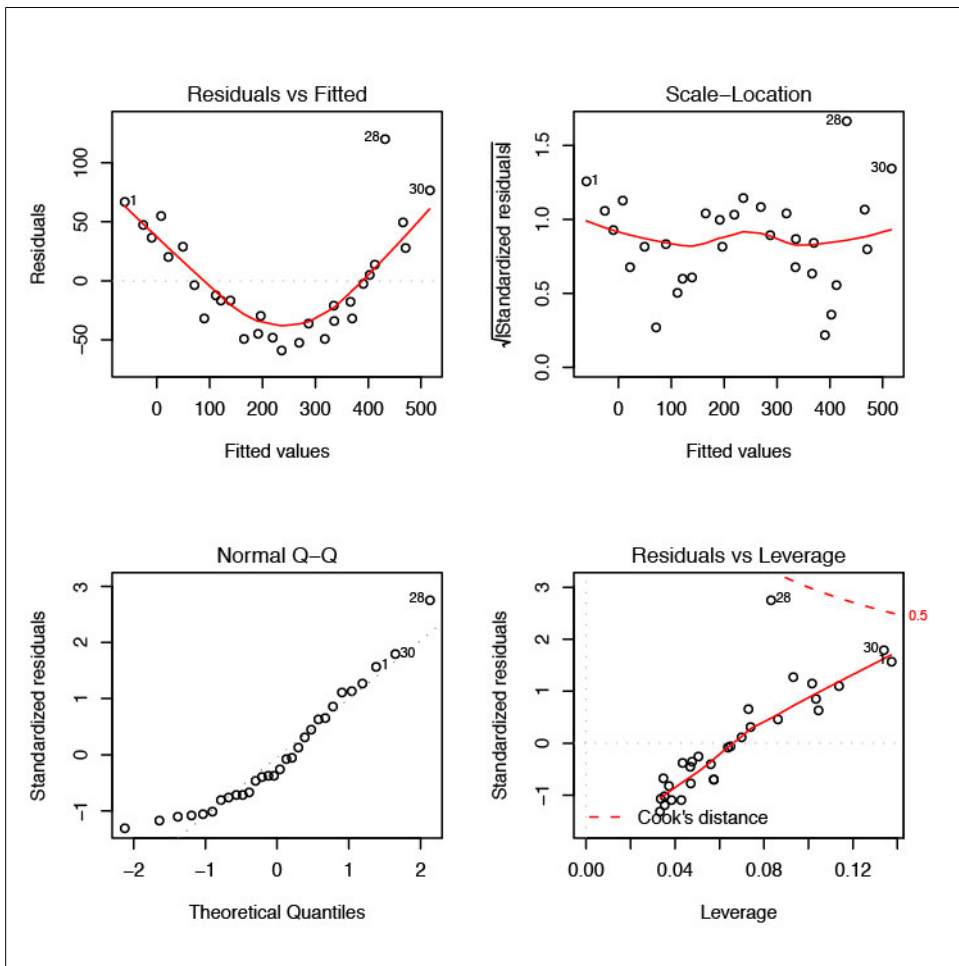 Residuals vs Fitted
Residuals
100
50
0
−50
28
30
1
0 100 200 300 400 500
Fitted values
Scale−Location
√|Standardized residuals|
1.5
1.0
0.5
0.0
28
1
30
0 100 200 300 400 500
Fitted values
Normal Q−Q
Standardized residuals
3
2
1
0
−1
28
1
30
−2 −1 0 1 2
Theoretical Quantiles
Residuals vs Leverage
Standardized residuals
3
2
1
0
−1
28
0.5
30
1
Cook's distance
0.00 0.04 0.08 0.12
Leverage